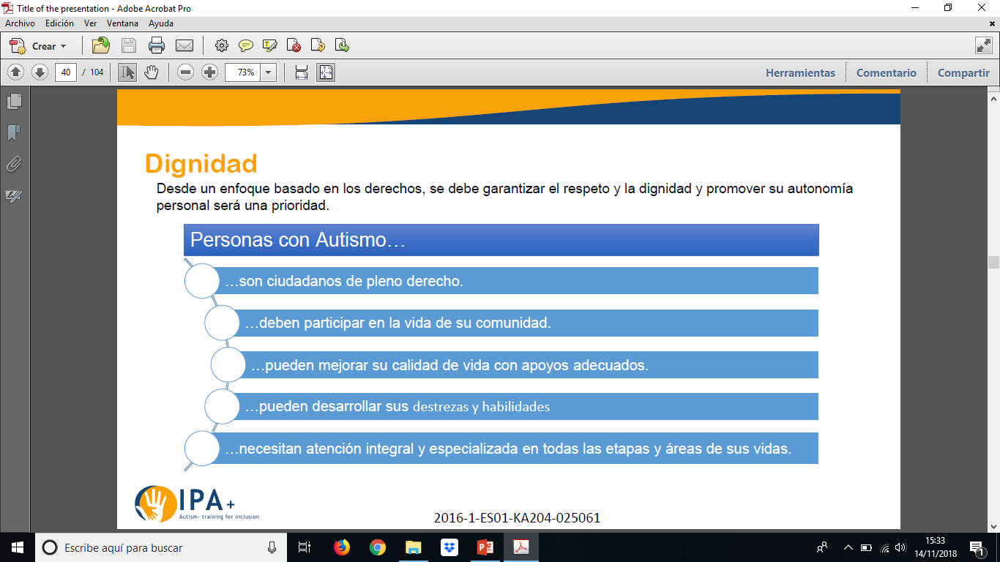 Title of the presentation - Adobe Acrobat Pro
Archivo Edición Ver Ventana Ayuda
Crear
40 / 104 73% Herramientas Comentario Compartir
Dignidad
Desde un enfoque basado en los derechos, se debe garantizar el respeto y la dignidad y promover su autonomía
personal será una prioridad.
Personas con Autismo…
…son ciudadanos de pleno derecho.
…deben participar en la vida de su comunidad.
…pueden mejorar su calidad de vida con apoyos adecuados.
…pueden desarrollar sus destrezas y habilidades
…necesitan atención integral y especializada en todas las etapas y áreas de sus vidas.
IPA+
Autism- training for inclusion
2016-1-ES01-KA204-025061
Escribe aquí para buscar
15:33
14/11/2018
1